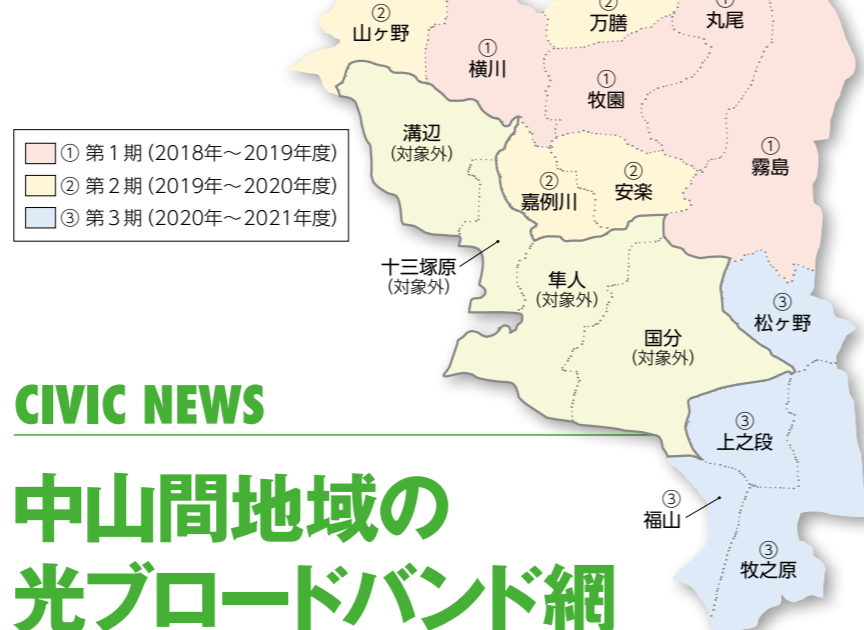 ②
山ヶ野
②
万膳
①
丸尾
①
横川
①
牧園
①
霧島
溝辺
(対象外)
②
嘉例川
②
安楽
① 第1期 (2018年～2019年度)
② 第2期 (2019年～2020年度)
③ 第3期 (2020年～2021年度)
十三塚原
(対象外)
隼人
(対象外)
国分
(対象外)
③
松ヶ野
③
上之段
③
福山
③
牧之原
CIVIC NEWS
中山間地域の
光ブロードバンド網